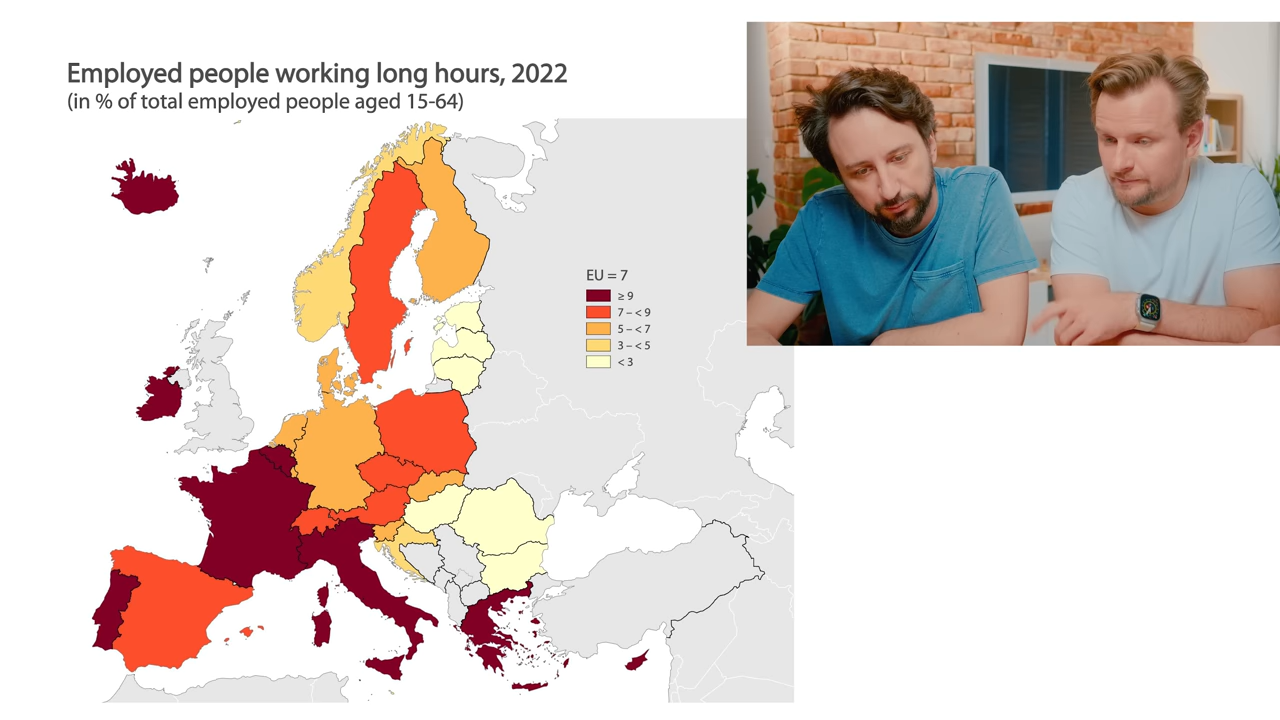 Employed people working long hours, 2022
(in % of total employed people aged 15-64)
EU = 7
≥ 9
7 – < 9
5 – < 7
3 – < 5
< 3